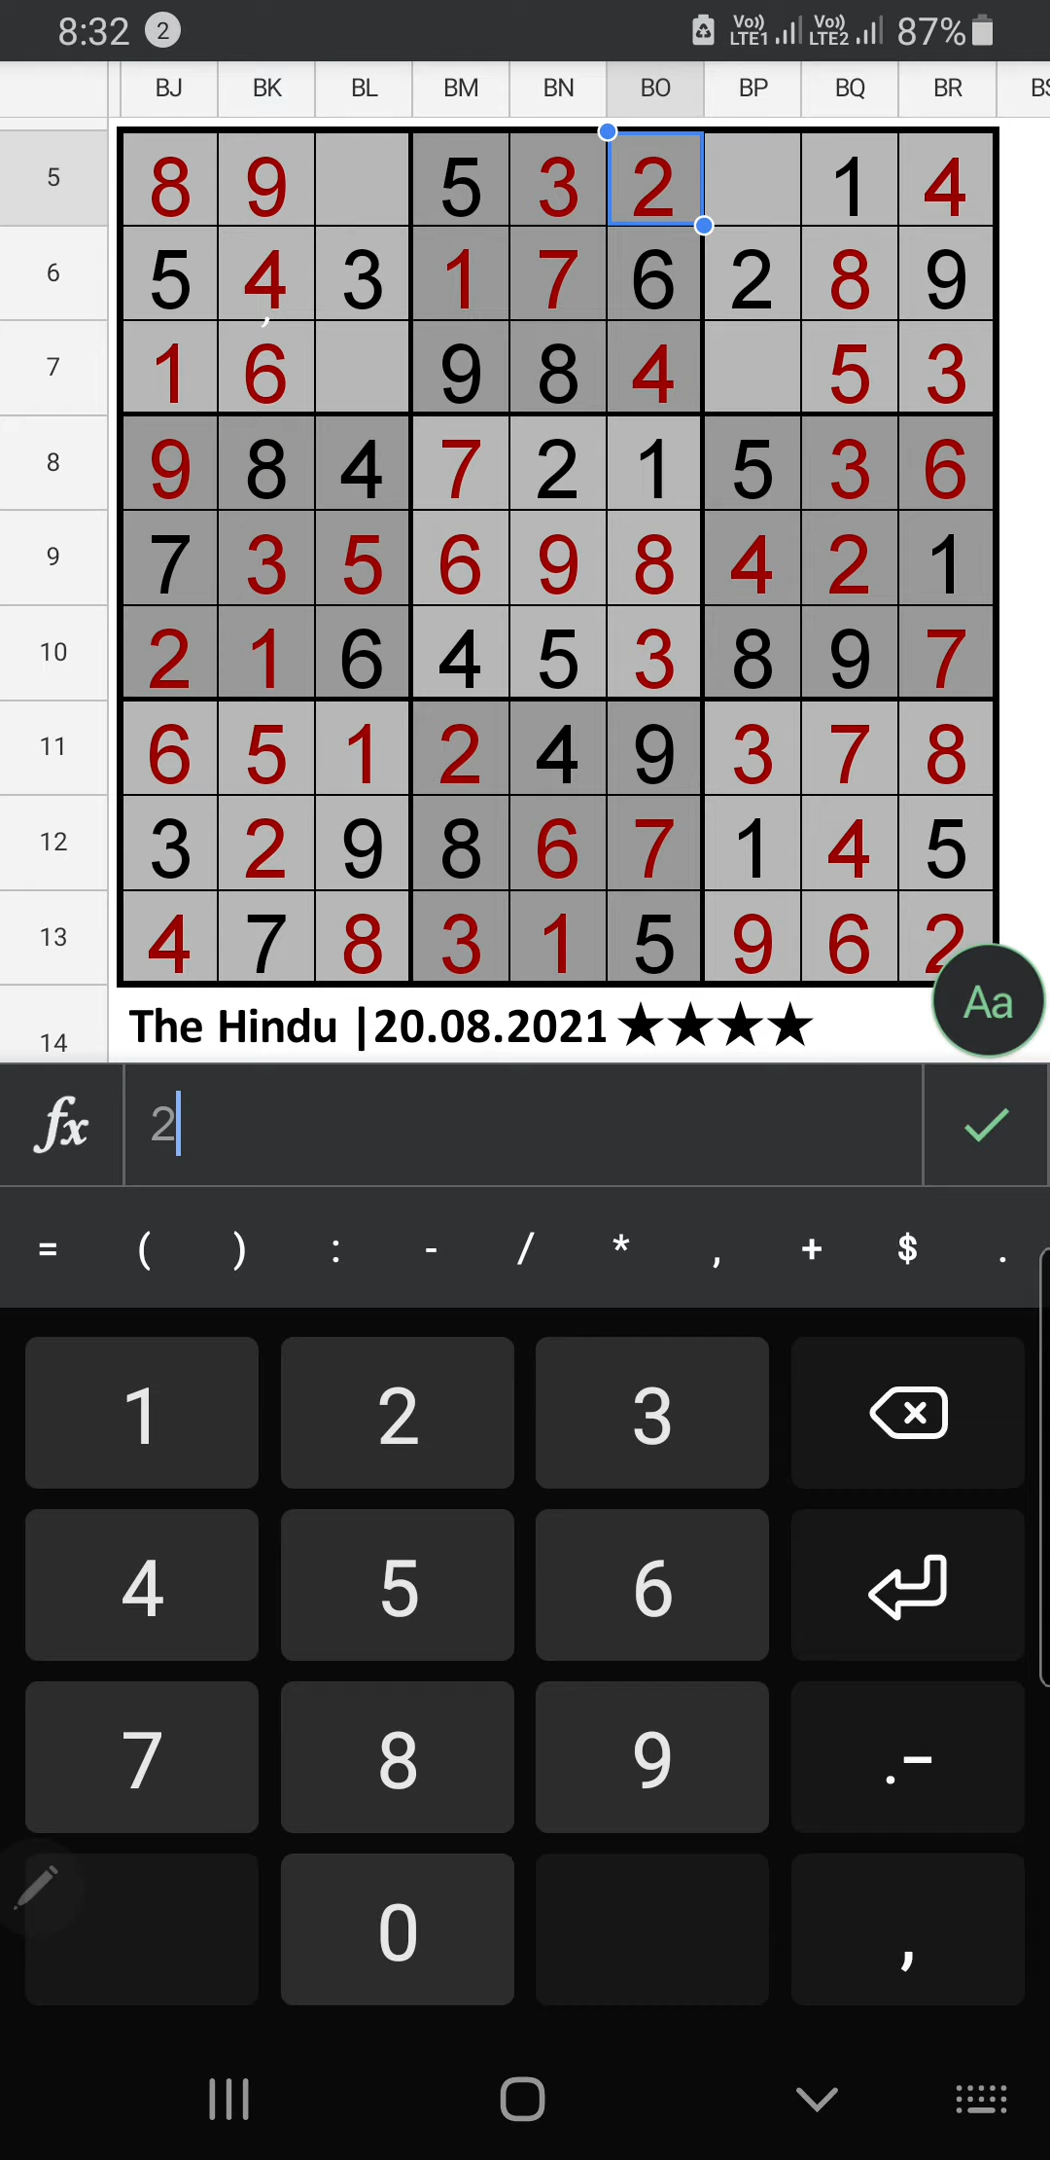 8:32 2 Vo)) LTE1 Vo)) LTE2 87%
BJ BK BL BM BN BO BP BQ BR BS
5 8 9 5 3 2 1 4
6 5 4 3 1 7 6 2 8 9
,
7 1 6 9 8 4 5 3
8 9 8 4 7 2 1 5 3 6
9 7 3 5 6 9 8 4 2 1
10 2 1 6 4 5 3 8 9 7
11 6 5 1 2 4 9 3 7 8
12 3 2 9 8 6 7 1 4 5
13 4 7 8 3 1 5 9 6 2
Aa
14 The Hindu |20.08.2021 ★★★★
fx 2
= ( ) : - / * , + $ .
1 2 3
4 5 6
7 8 9 .-
0 ,